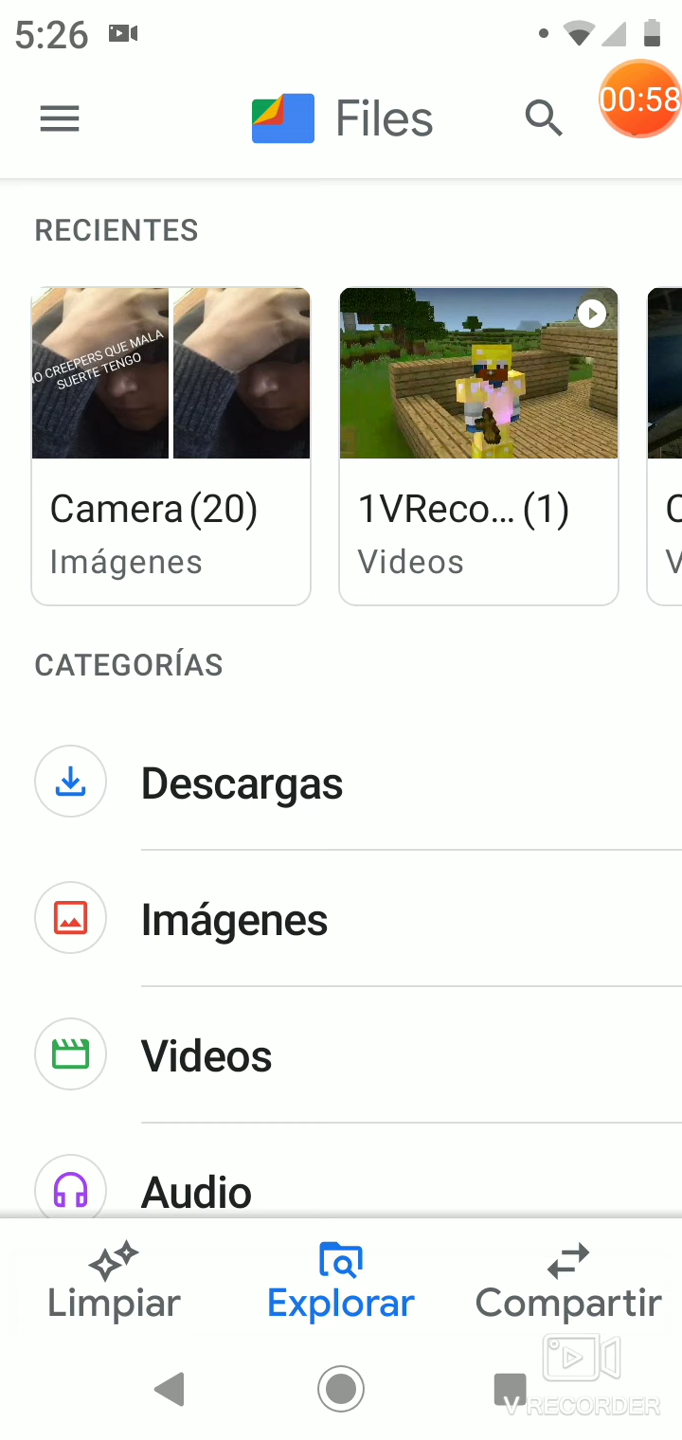 5:26
00:58
Files
RECIENTES
NO CREEPERS QUE MALA
SUERTE TENGO
Camera (20)
Imágenes
1VReco... (1)
Videos
CATEGORÍAS
Descargas
Imágenes
Videos
Audio
Limpiar
Explorar
Compartir
V RECORDER